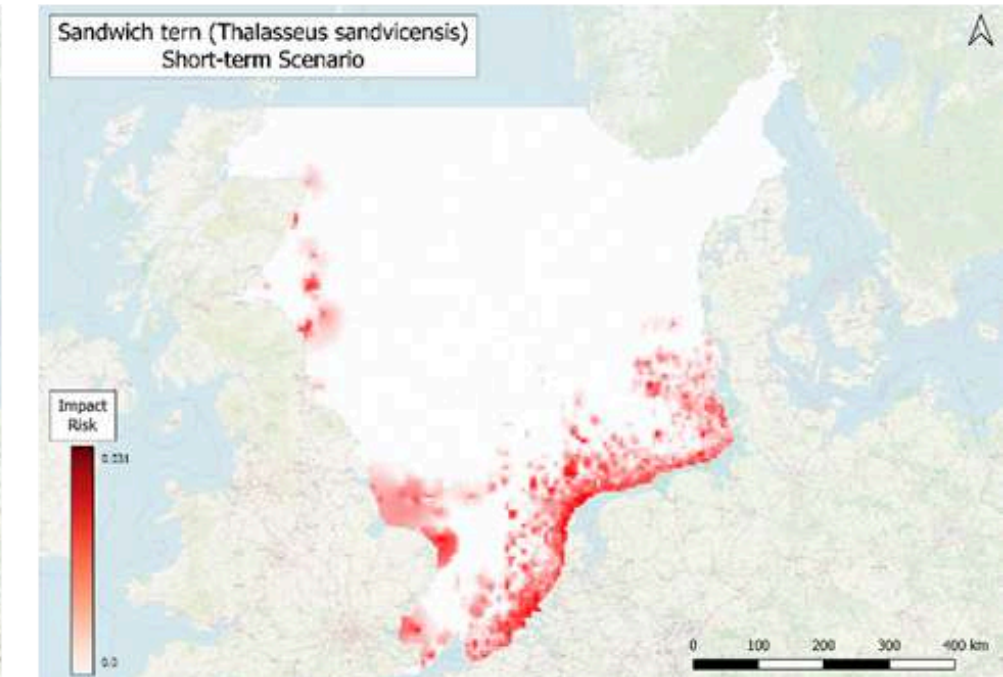 Sandwich tern (Thalasseus sandvicensis)
Short-term Scenario
Impact
Risk
0.0
0 100 200 300 400 km